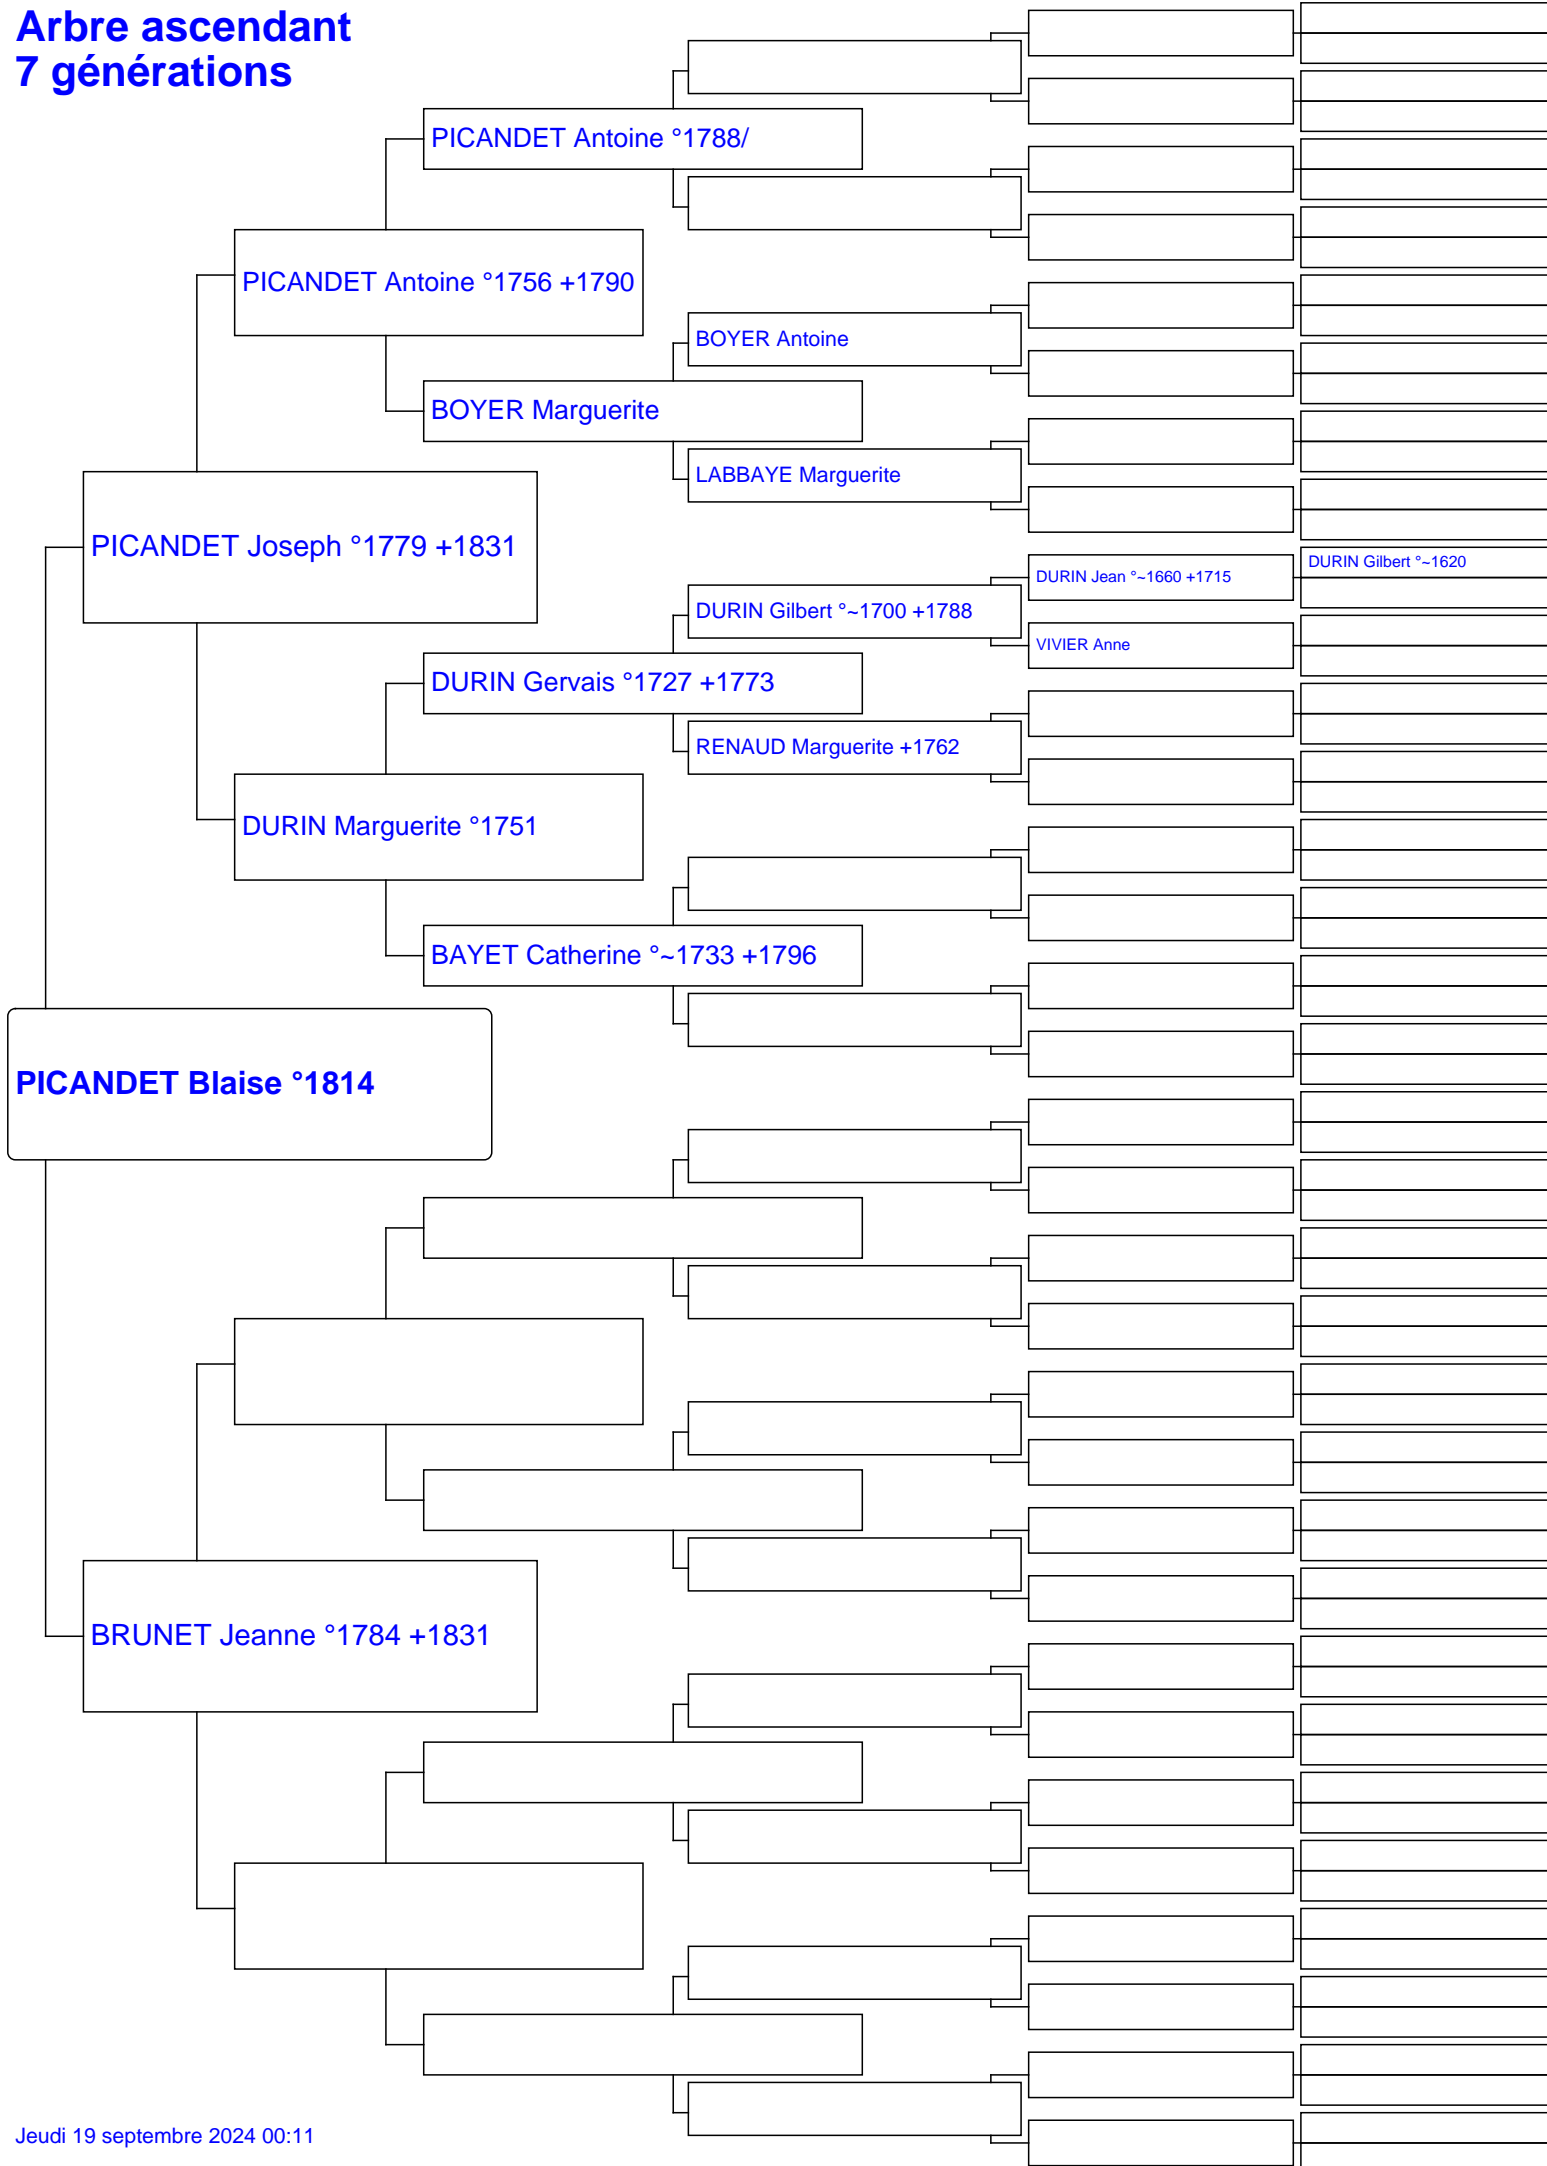 Arbre ascendant
7 générations
PICANDET Antoine °1788/
PICANDET Antoine °1756 +1790
BOYER Antoine
BOYER Marguerite
LABBAYE Marguerite
PICANDET Joseph °1779 +1831
DURIN Jean °~1660 +1715
DURIN Gilbert °~1620
DURIN Gilbert °~1700 +1788
VIVIER Anne
DURIN Gervais °1727 +1773
RENAUD Marguerite +1762
DURIN Marguerite °1751
BAYET Catherine °~1733 +1796
PICANDET Blaise °1814
BRUNET Jeanne °1784 +1831
Jeudi 19 septembre 2024 00:11